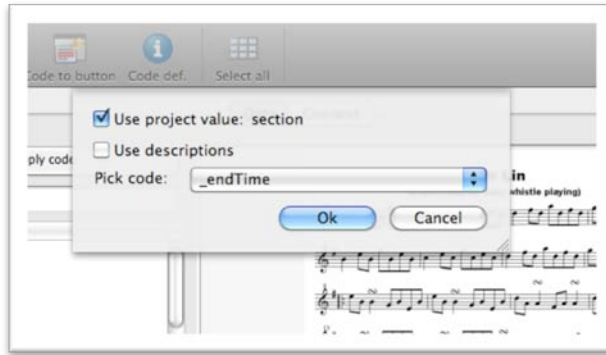 Code to button Code def. Select all
Use project value: section
Use descriptions
ply code
Pick code: _endTime
in
whistle playing)
Ok Cancel